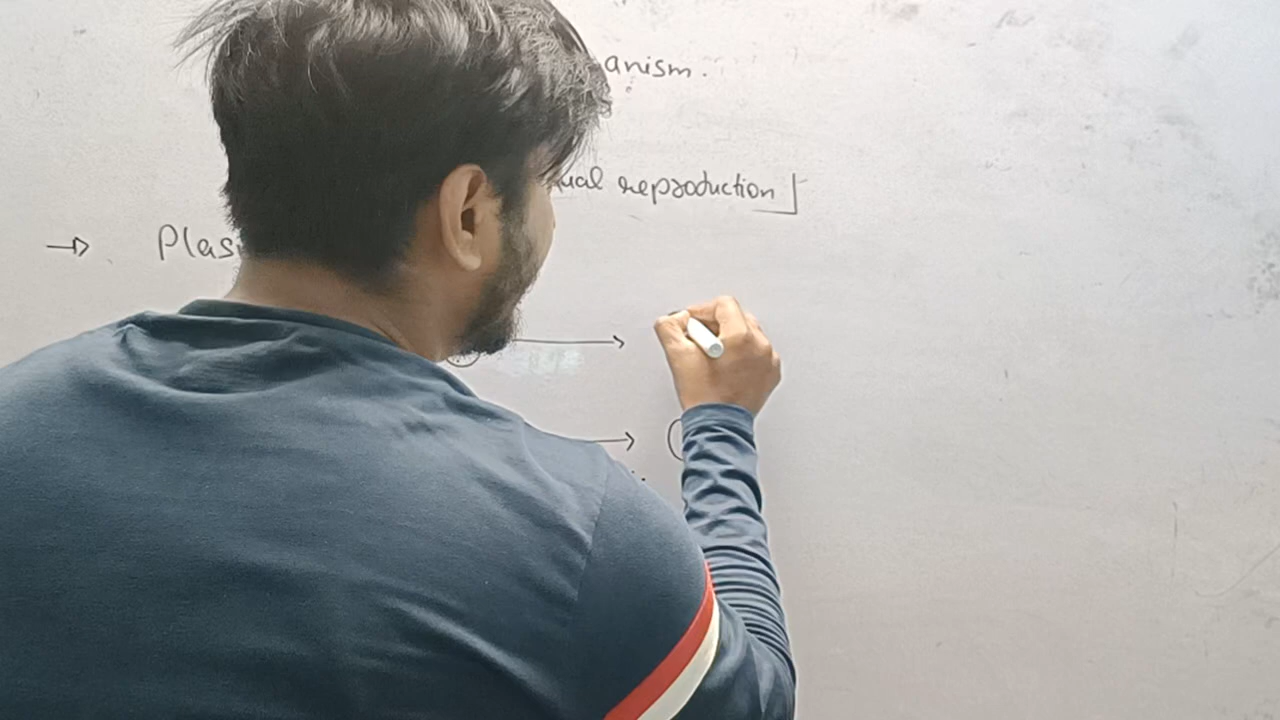 anism.
ual reproduction
→ Plas